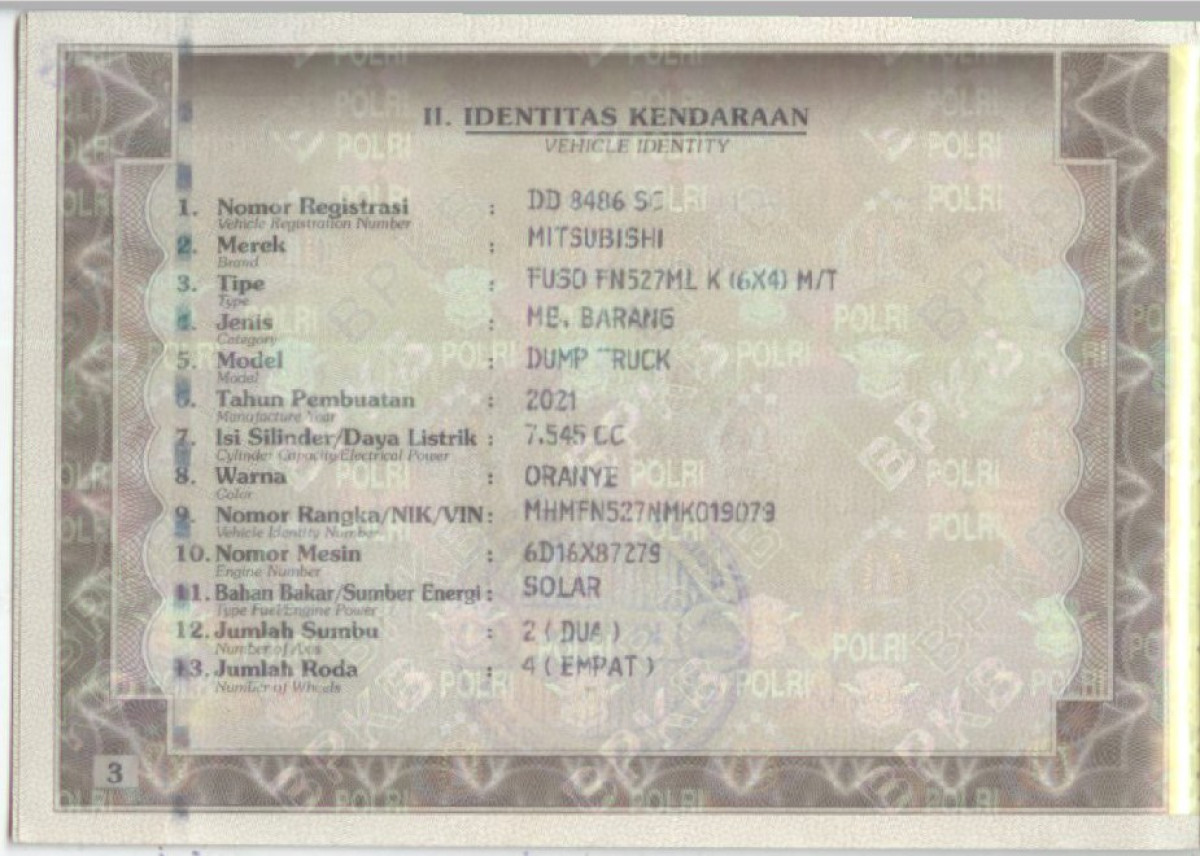 II. IDENTITAS KENDARAAN
VEHICLE IDENTITY
1. Nomor Registrasi : DD 8486 SC
Vehicle Registration Number
2. Merek : MITSUBISHI
Brand
3. Tipe : FUSO FN527ML K (6X4) M/T
Type
4. Jenis : MB. BARANG
Category
5. Model : DUMP TRUCK
Model
6. Tahun Pembuatan : 2021
Manufacture Year
7. Isi Silinder/Daya Listrik : 7.545 CC
Cylinder Capacity/Electrical Power
8. Warna : ORANYE
Color
9. Nomor Rangka/NIK/VIN : MHMFN527NMK019079
Vehicle Identity Number
10. Nomor Mesin : 6D16X87279
Engine Number
11. Bahan Bakar/Sumber Energi : SOLAR
Type Fuel/Engine Power
12. Jumlah Sumbu : 2 ( DUA )
Number of Axis
13. Jumlah Roda : 4 ( EMPAT )
Number of Wheels
3
POLRI
BPKB